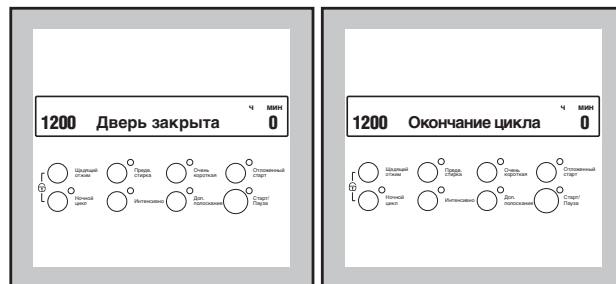 ч мин
1200 Дверь закрыта 0
Щадящий отжим
Предв. стирка
Очень короткая
Отложенный старт
Ночной цикл
Интенсивно
Доп. полоскание
Старт/Пауза
ч мин
1200 Окончание цикла 0
Щадящий отжим
Предв. стирка
Очень короткая
Отложенный старт
Ночной цикл
Интенсивно
Доп. полоскание
Старт/Пауза